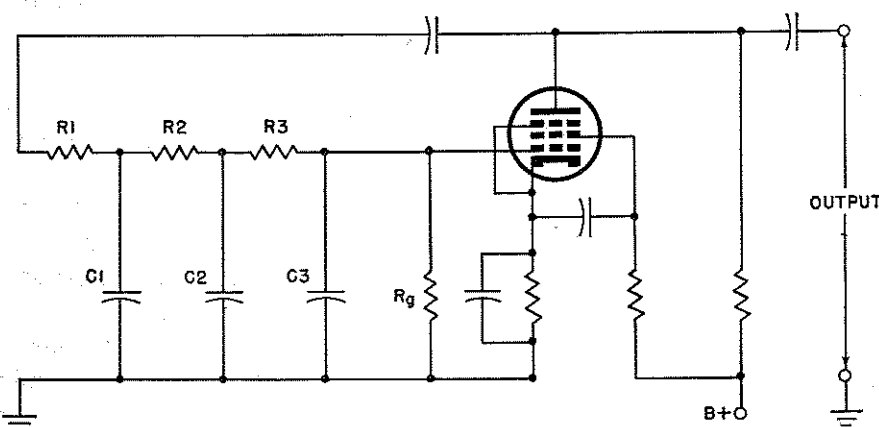 R1 R2 R3
OUTPUT
C1 C2 C3
Rg
B+